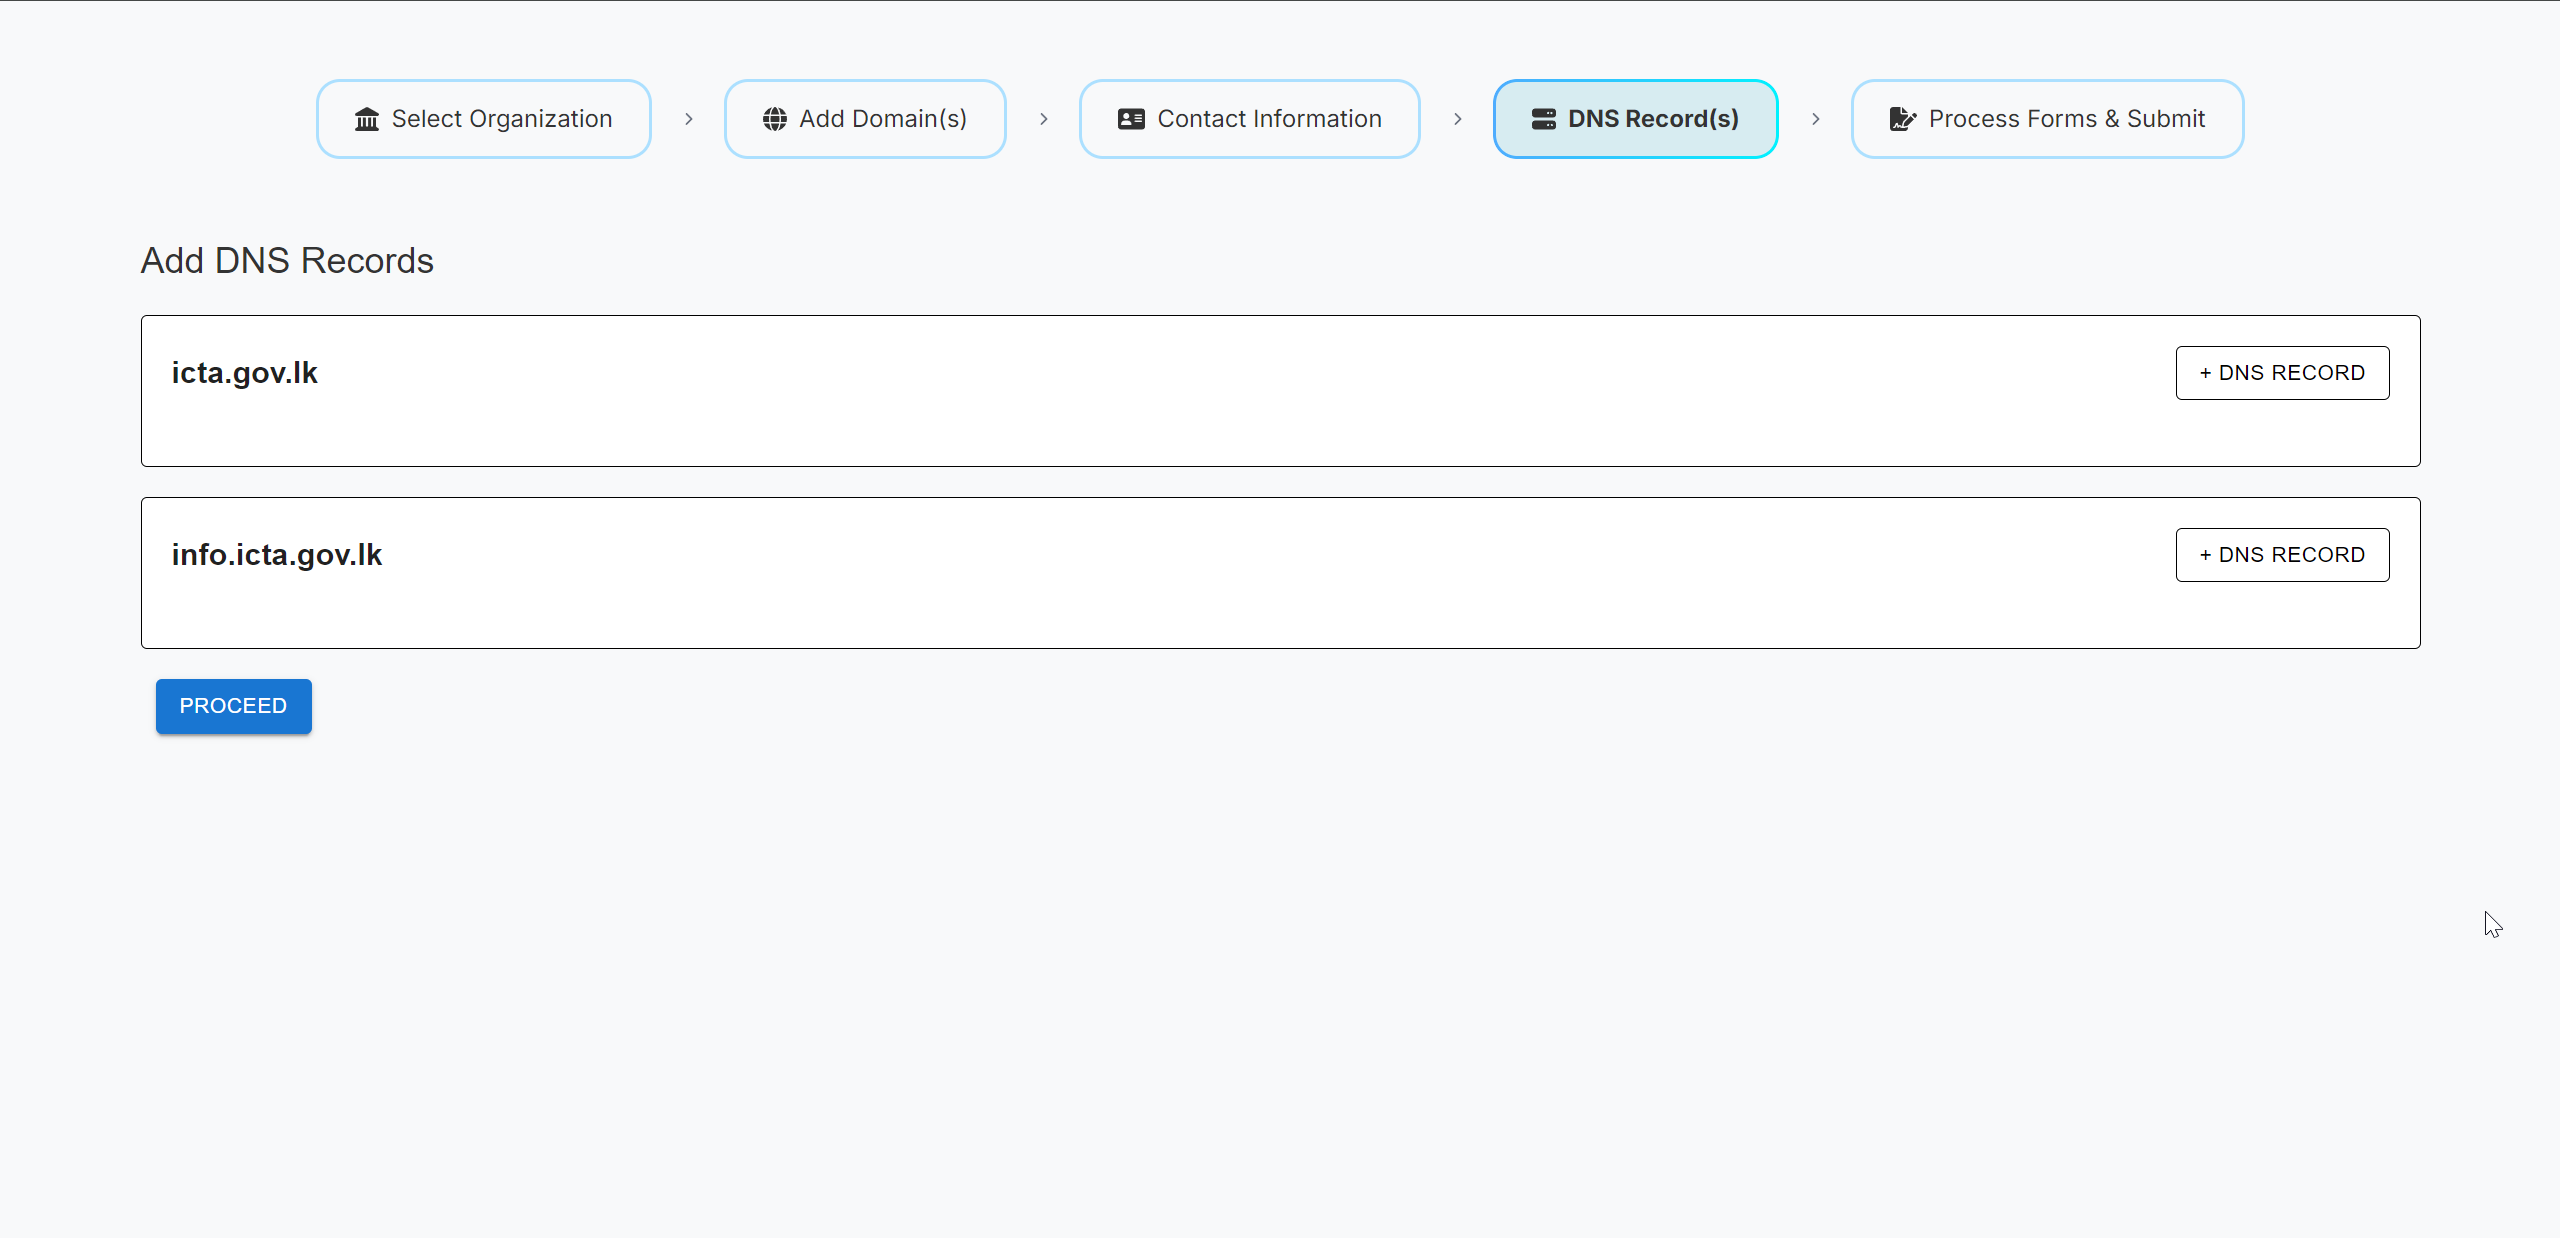 Select Organization
Add Domain(s)
Contact Information
DNS Record(s)
Process Forms & Submit
Add DNS Records
icta.gov.lk
+ DNS RECORD
info.icta.gov.lk
+ DNS RECORD
PROCEED